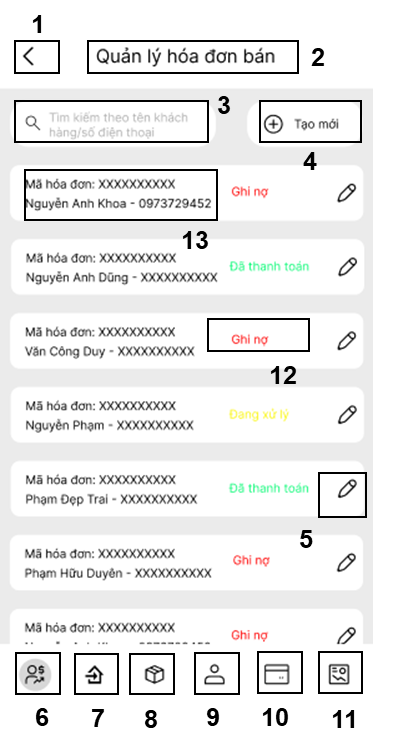 1
Quản lý hóa đơn bán
2
Tìm kiếm theo tên khách
hàng/số điện thoại
3
Tạo mới
4
Mã hóa đơn: XXXXXXXXXX
Nguyễn Anh Khoa - 0973729452
Ghi nợ
13
Mã hóa đơn: XXXXXXXXXX
Nguyễn Anh Dũng - XXXXXXXXXX
Đã thanh toán
Mã hóa đơn: XXXXXXXXXX
Văn Công Duy - XXXXXXXXXX
Ghi nợ
12
Mã hóa đơn: XXXXXXXXXX
Nguyễn Phạm - XXXXXXXXXX
Đang xử lý
Mã hóa đơn: XXXXXXXXXX
Phạm Đẹp Trai - XXXXXXXXXX
Đã thanh toán
5
Mã hóa đơn: XXXXXXXXXX
Phạm Hữu Duyên - XXXXXXXXXX
Ghi nợ
Mã hóa đơn: XXXXXXXXXX
Ghi nợ
6
7
8
9
10
11